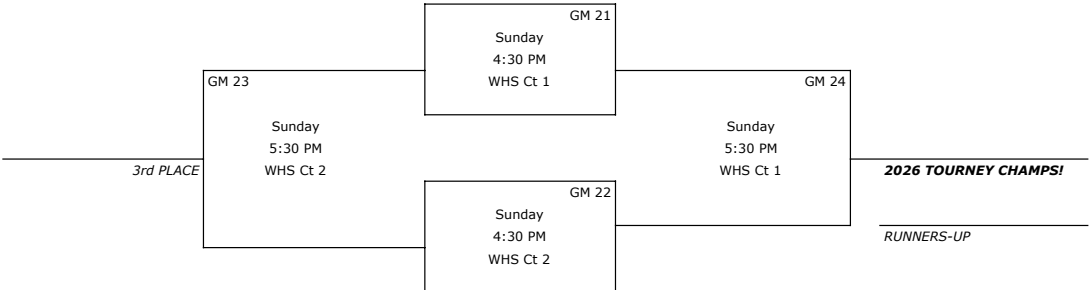 GM 21
Sunday
4:30 PM
WHS Ct 1
GM 23
Sunday
5:30 PM
WHS Ct 2
3rd PLACE
GM 24
Sunday
5:30 PM
WHS Ct 1
2026 TOURNEY CHAMPS!
RUNNERS-UP
GM 22
Sunday
4:30 PM
WHS Ct 2